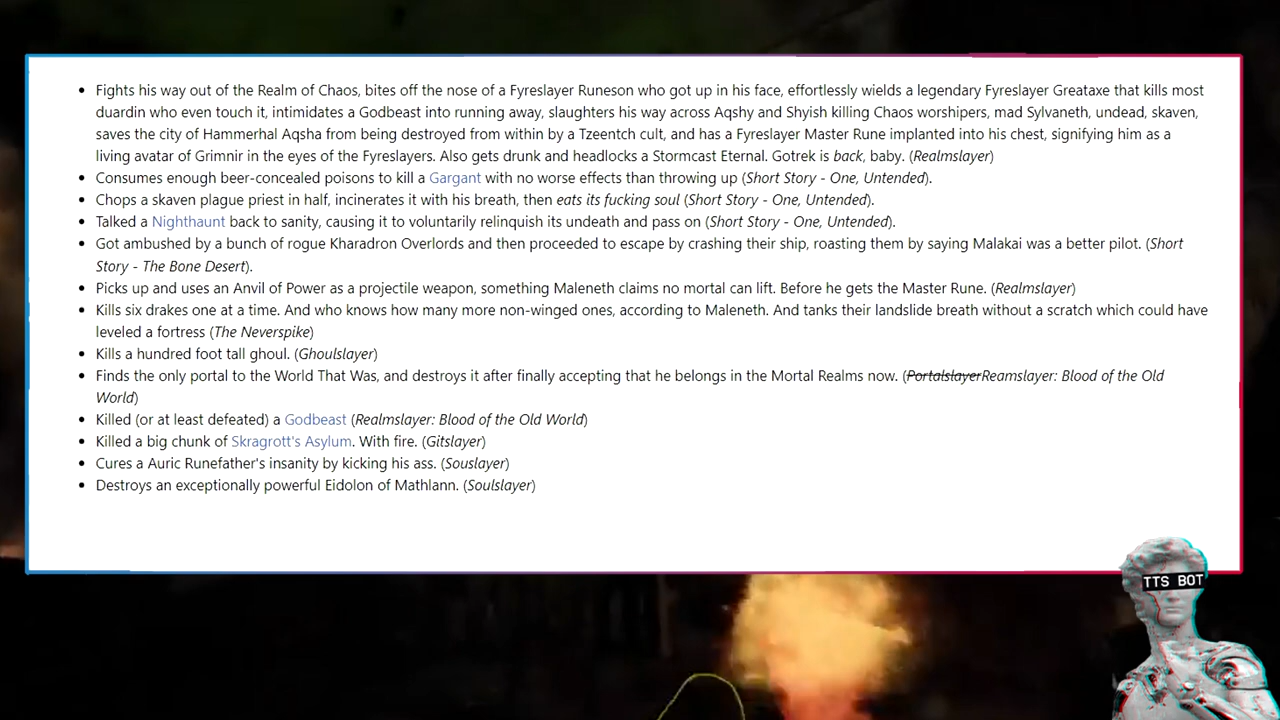 • Fights his way out of the Realm of Chaos, bites off the nose of a Fyreslayer Runeson who got up in his face, effortlessly wields a legendary Fyreslayer Greataxe that kills most
duardin who even touch it, intimidates a Godbeast into running away, slaughters his way across Aqshy and Shyish killing Chaos worshipers, mad Sylvaneth, undead, skaven,
saves the city of Hammerhal Aqsha from being destroyed from within by a Tzeentch cult, and has a Fyreslayer Master Rune implanted into his chest, signifying him as a
living avatar of Grimnir in the eyes of the Fyreslayers. Also gets drunk and headlocks a Stormcast Eternal. Gotrek is back, baby. (Realmslayer)
• Consumes enough beer-concealed poisons to kill a Gargant with no worse effects than throwing up (Short Story - One, Untended).
• Chops a skaven plague priest in half, incinerates it with his breath, then eats its fucking soul (Short Story - One, Untended).
• Talked a Nighthaunt back to sanity, causing it to voluntarily relinquish its undeath and pass on (Short Story - One, Untended).
• Got ambushed by a bunch of rogue Kharadron Overlords and then proceeded to escape by crashing their ship, roasting them by saying Malakai was a better pilot. (Short
Story - The Bone Desert).
• Picks up and uses an Anvil of Power as a projectile weapon, something Maleneth claims no mortal can lift. Before he gets the Master Rune. (Realmslayer)
• Kills six drakes one at a time. And who knows how many more non-winged ones, according to Maleneth. And tanks their landslide breath without a scratch which could have
leveled a fortress (The Neverspike)
• Kills a hundred foot tall ghoul. (Ghoulslayer)
• Finds the only portal to the World That Was, and destroys it after finally accepting that he belongs in the Mortal Realms now. (PortalslayerReamslayer: Blood of the Old
World)
• Killed (or at least defeated) a Godbeast (Realmslayer: Blood of the Old World)
• Killed a big chunk of Skragrott's Asylum. With fire. (Gitslayer)
• Cures a Auric Runefather's insanity by kicking his ass. (Souslayer)
• Destroys an exceptionally powerful Eidolon of Mathlann. (Soulslayer)
TTS BOT